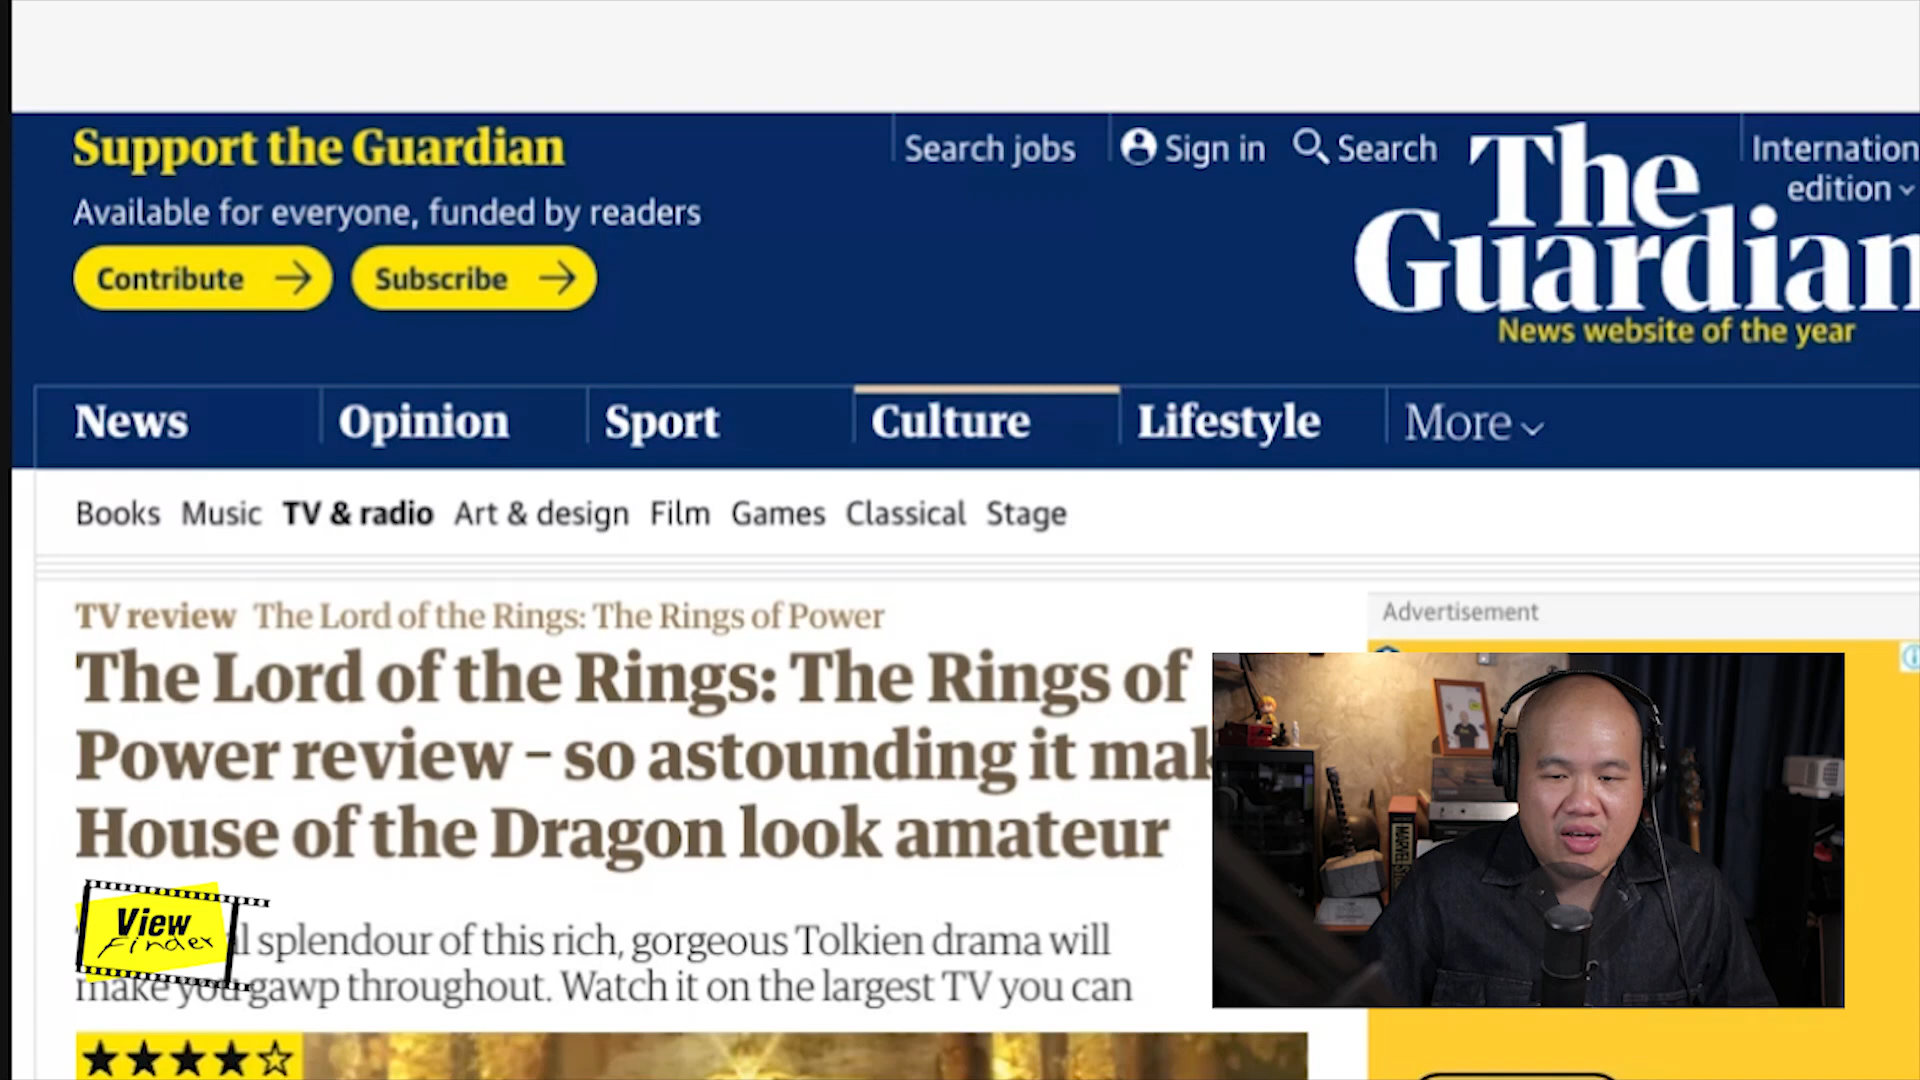 Support the Guardian
Available for everyone, funded by readers
Contribute
Subscribe
Search jobs
Sign in
Search
Internation
edition
The
Guardian
News website of the year
News Opinion Sport Culture Lifestyle More
Books Music TV & radio Art & design Film Games Classical Stage
TV review The Lord of the Rings: The Rings of Power
The Lord of the Rings: The Rings of
Power review – so astounding it mak
House of the Dragon look amateur
l splendour of this rich, gorgeous Tolkien drama will
make you gawp throughout. Watch it on the largest TV you can
View
Finder
Advertisement
MARVEL